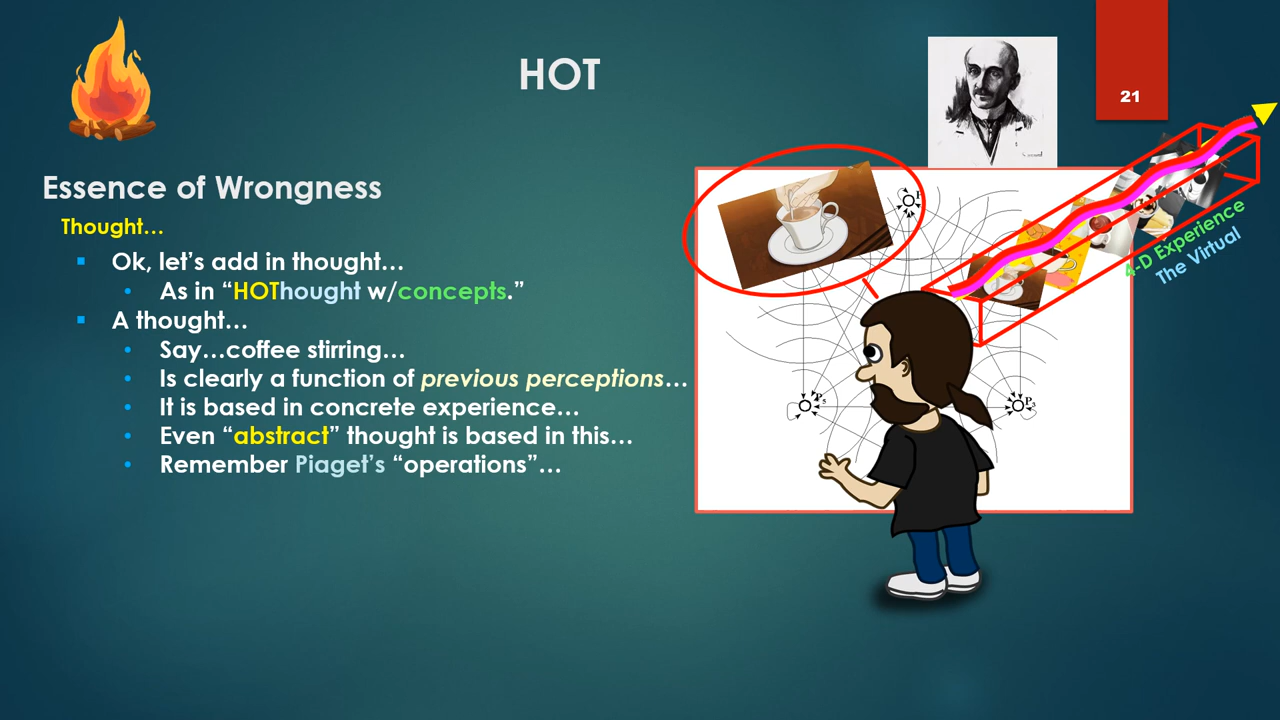 HOT
21
Essence of Wrongness
Thought…
Ok, let’s add in thought…
As in “HOThought w/concepts.”
A thought…
Say…coffee stirring…
Is clearly a function of previous perceptions…
It is based in concrete experience…
Even “abstract” thought is based in this…
Remember Piaget’s “operations”…
4-D Experience
The Virtual
P5
P3